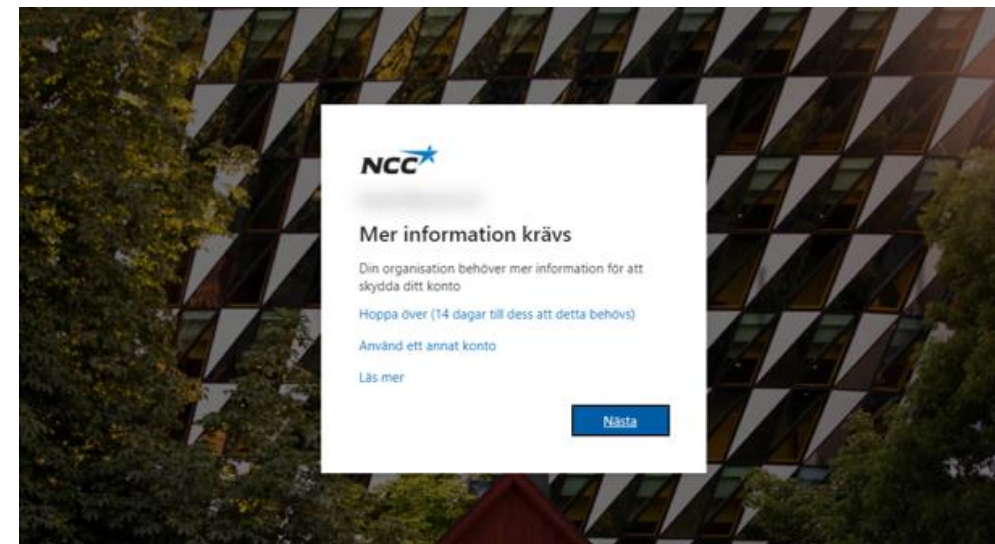 NCC
Mer information krävs
Din organisation behöver mer information för att
skydda ditt konto
Hoppa över (14 dagar till dess att detta behövs)
Använd ett annat konto
Läs mer
Nästa